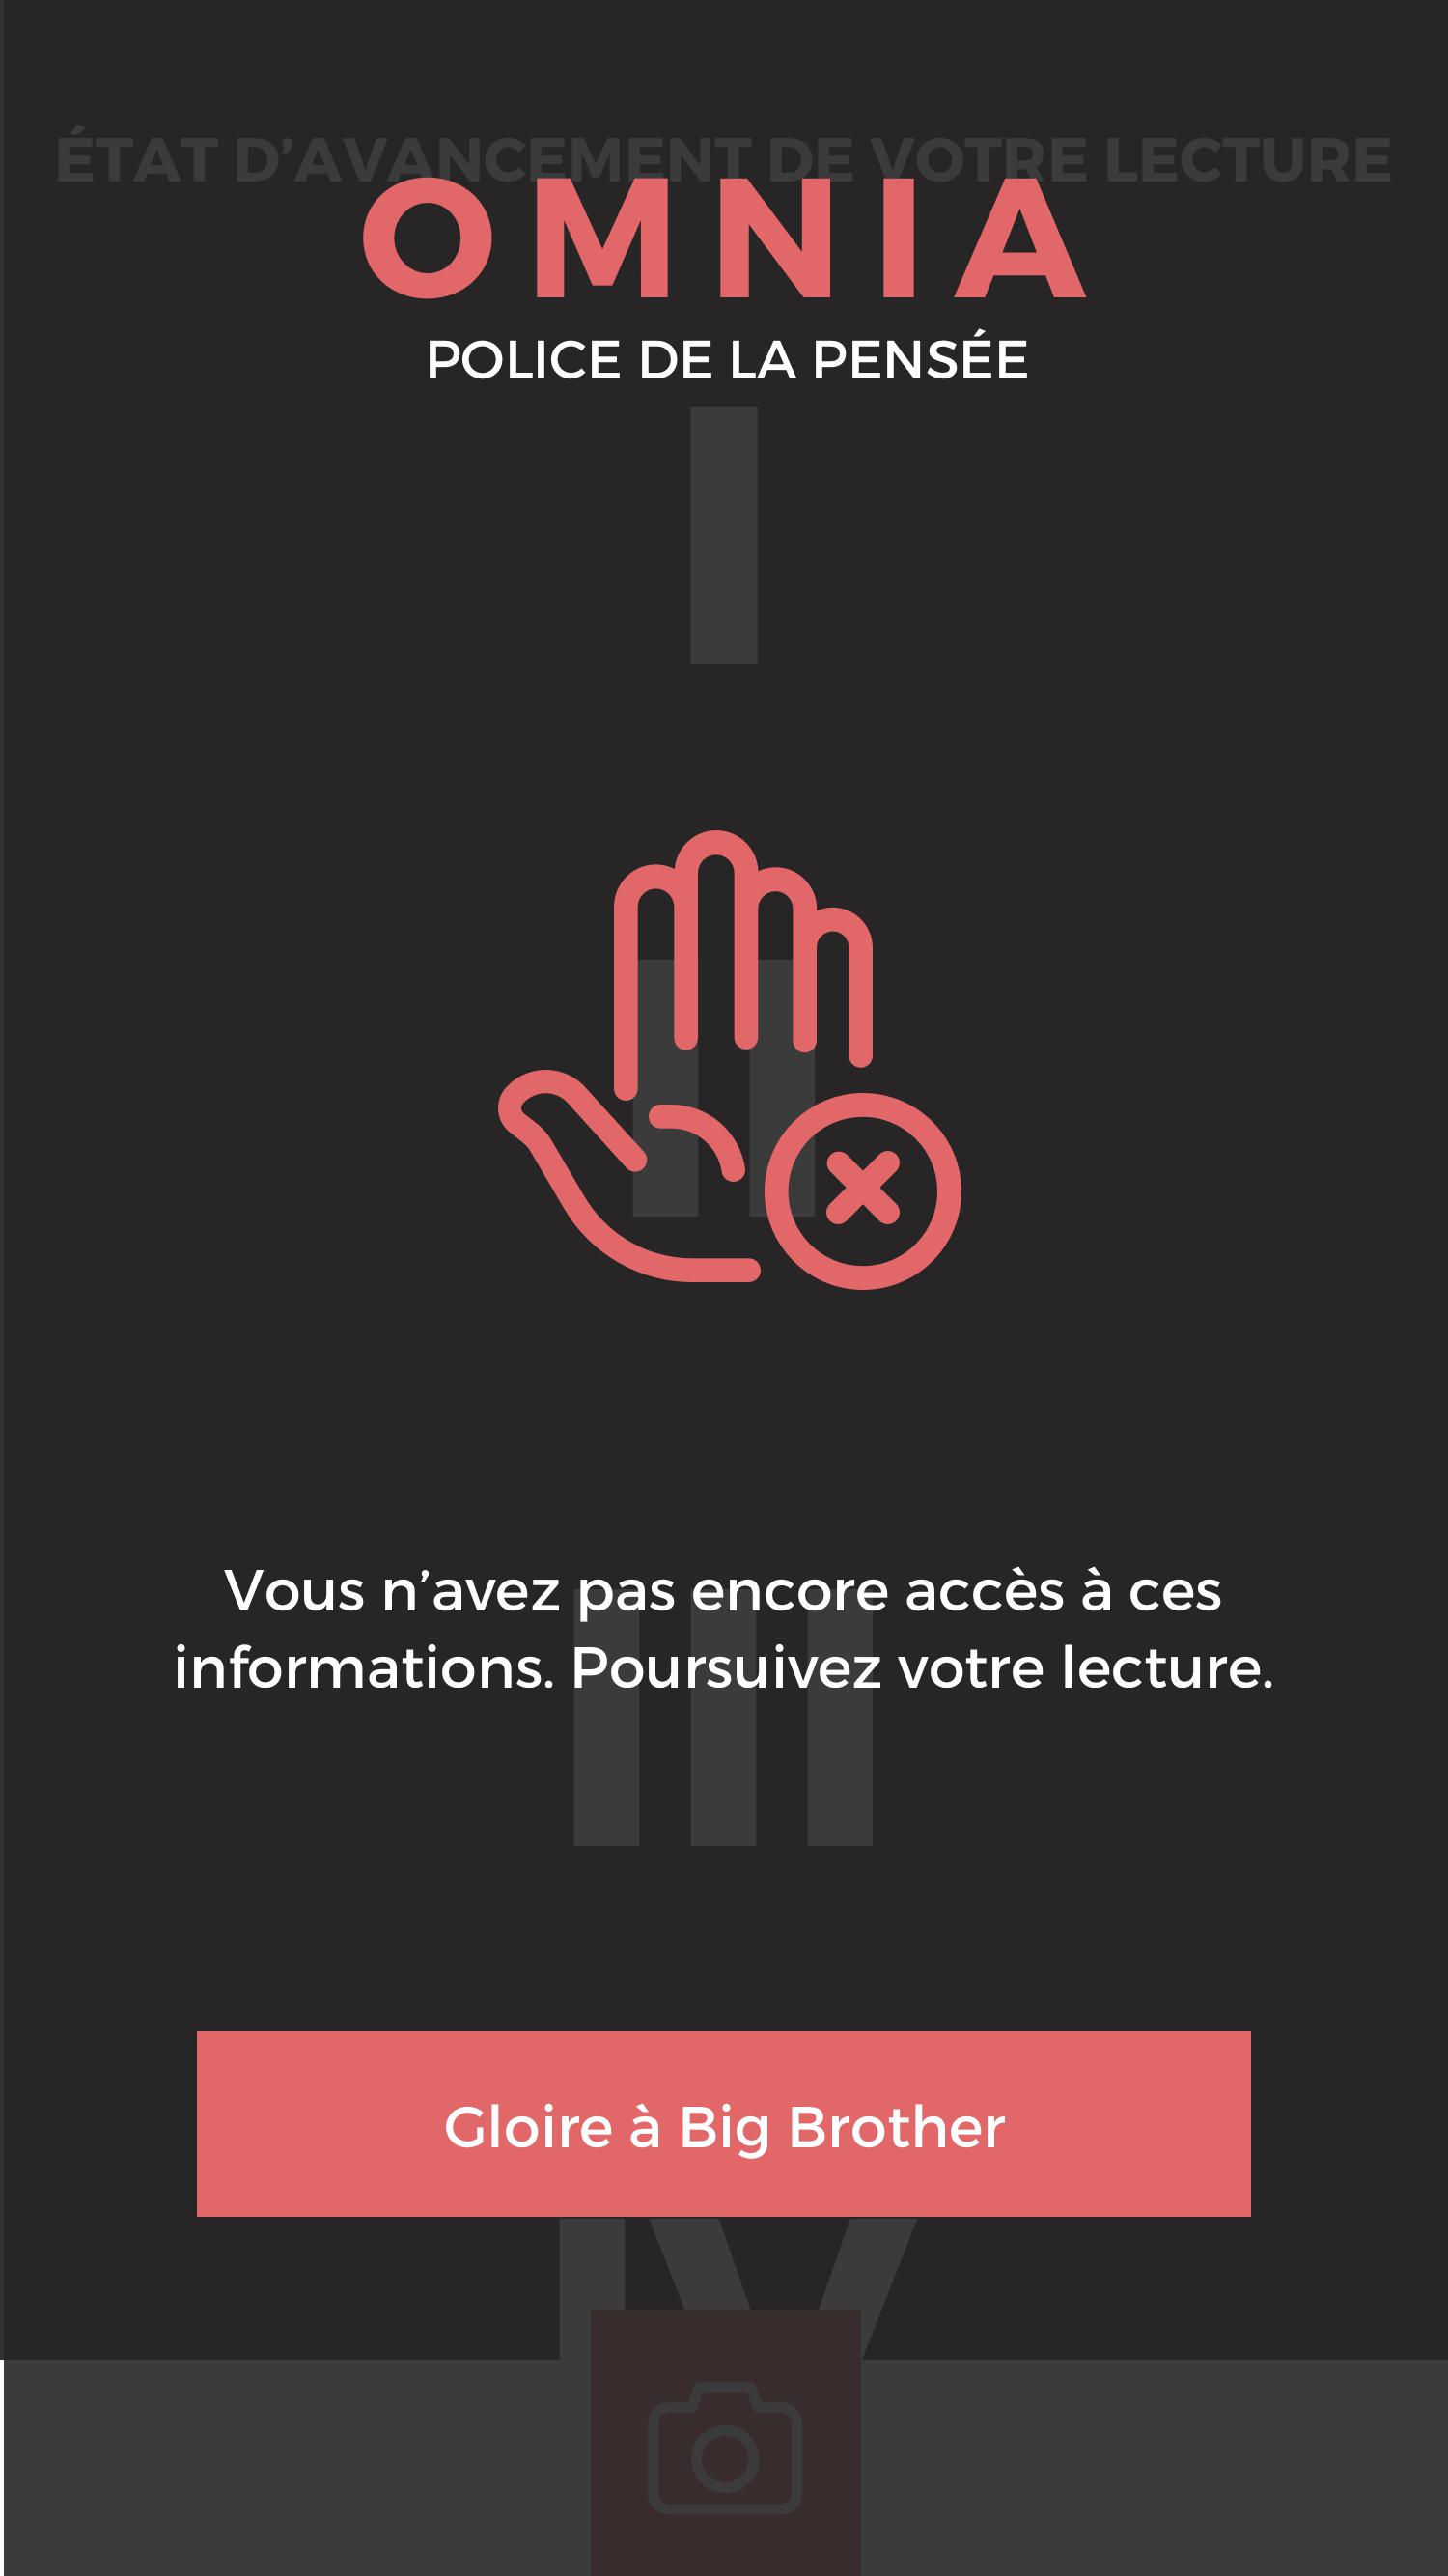 ÉTAT D’AVANCEMENT DE VOTRE LECTURE
OMNIA
POLICE DE LA PENSÉE
I
II
Vous n’avez pas encore accès à ces
informations. Poursuivez votre lecture.
III
Gloire à Big Brother
IV